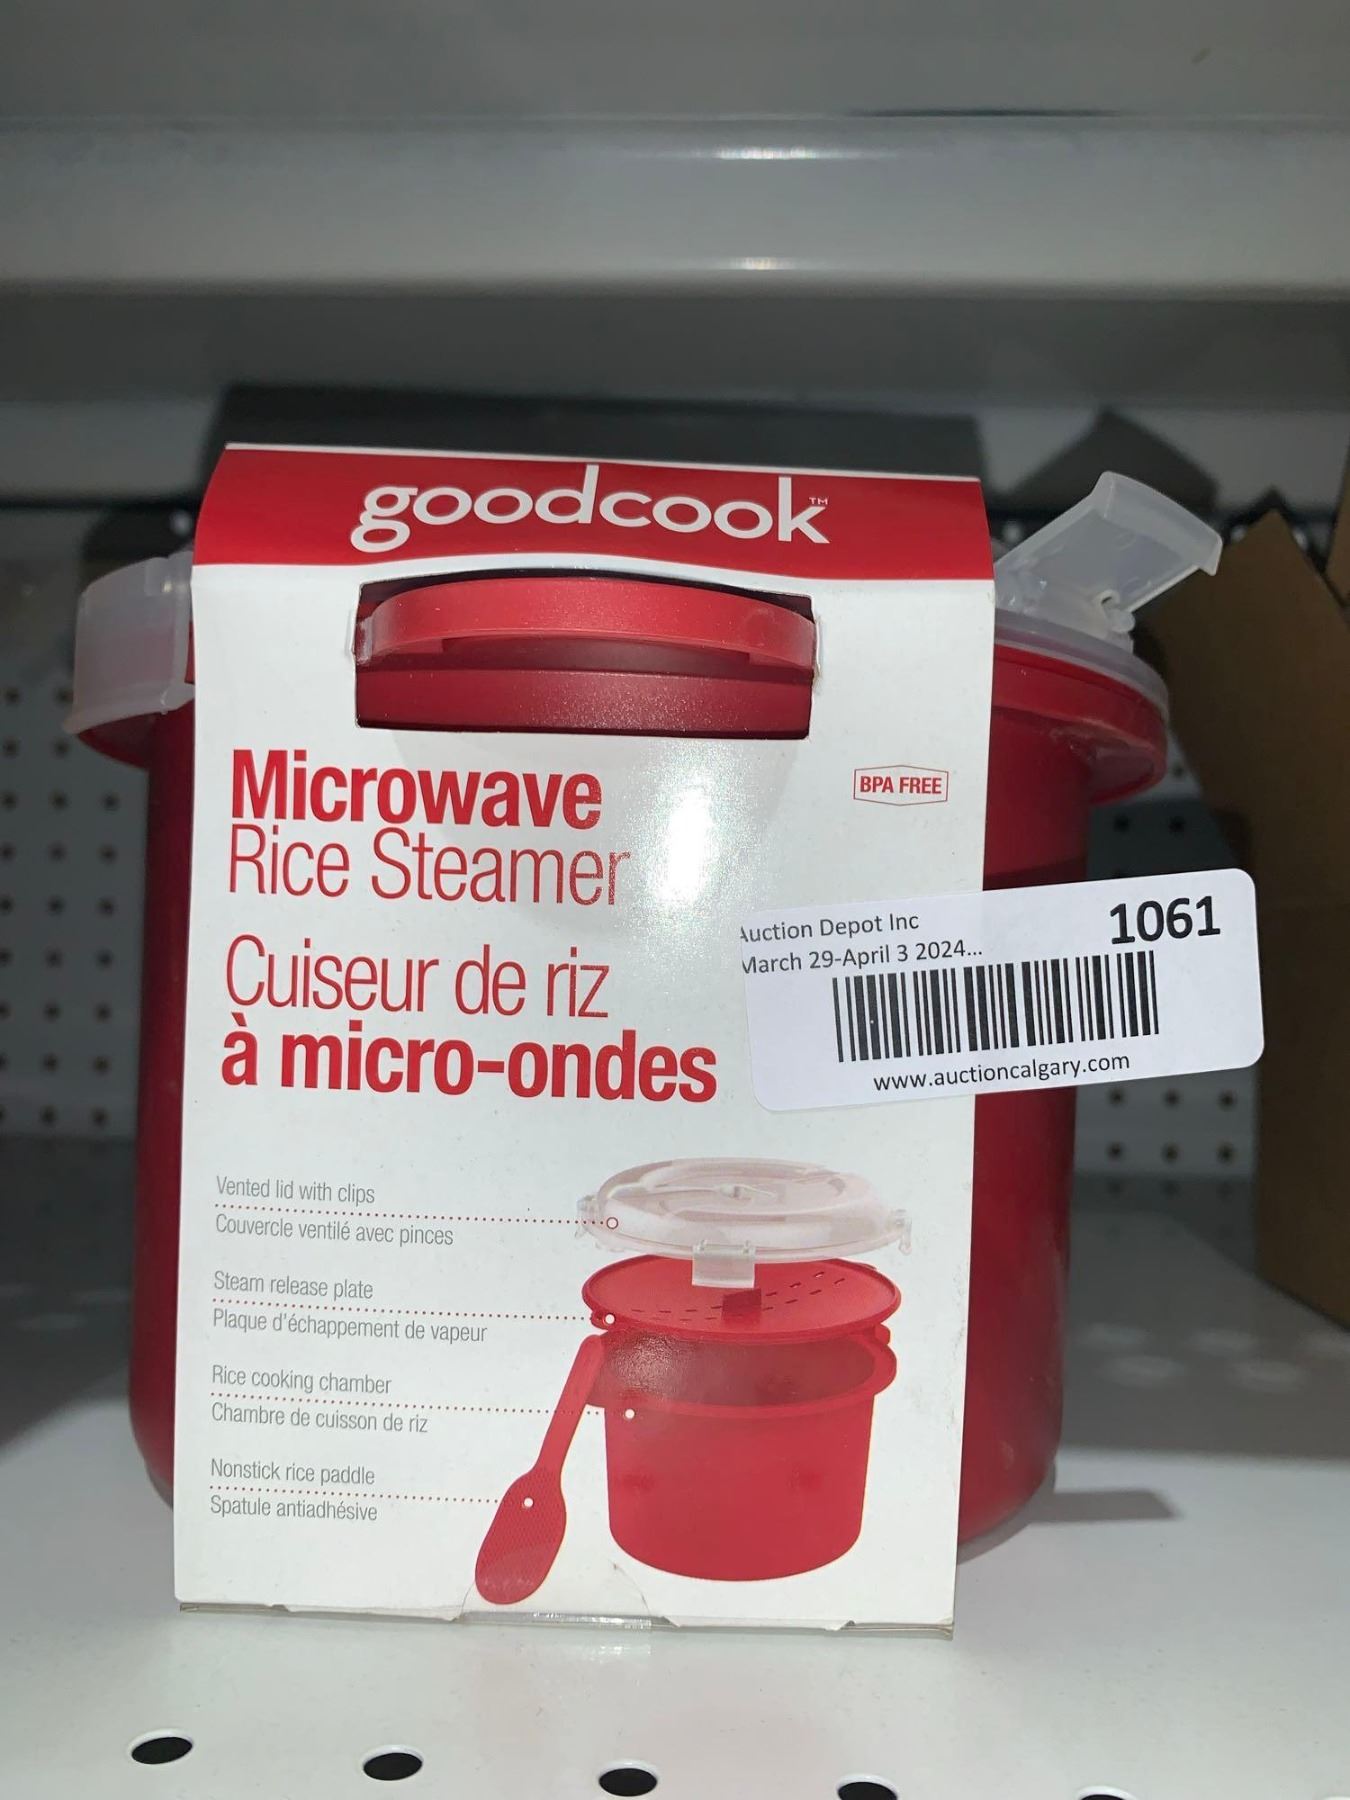 goodcook™
Microwave
Rice Steamer
BPA FREE
Cuiseur de riz
à micro-ondes
Auction Depot Inc
1061
March 29-April 3 2024...
www.auctioncalgary.com
Vented lid with clips
Couvercle ventilé avec pinces
Steam release plate
Plaque d'échappement de vapeur
Rice cooking chamber
Chambre de cuisson de riz
Nonstick rice paddle
Spatule antiadhésive